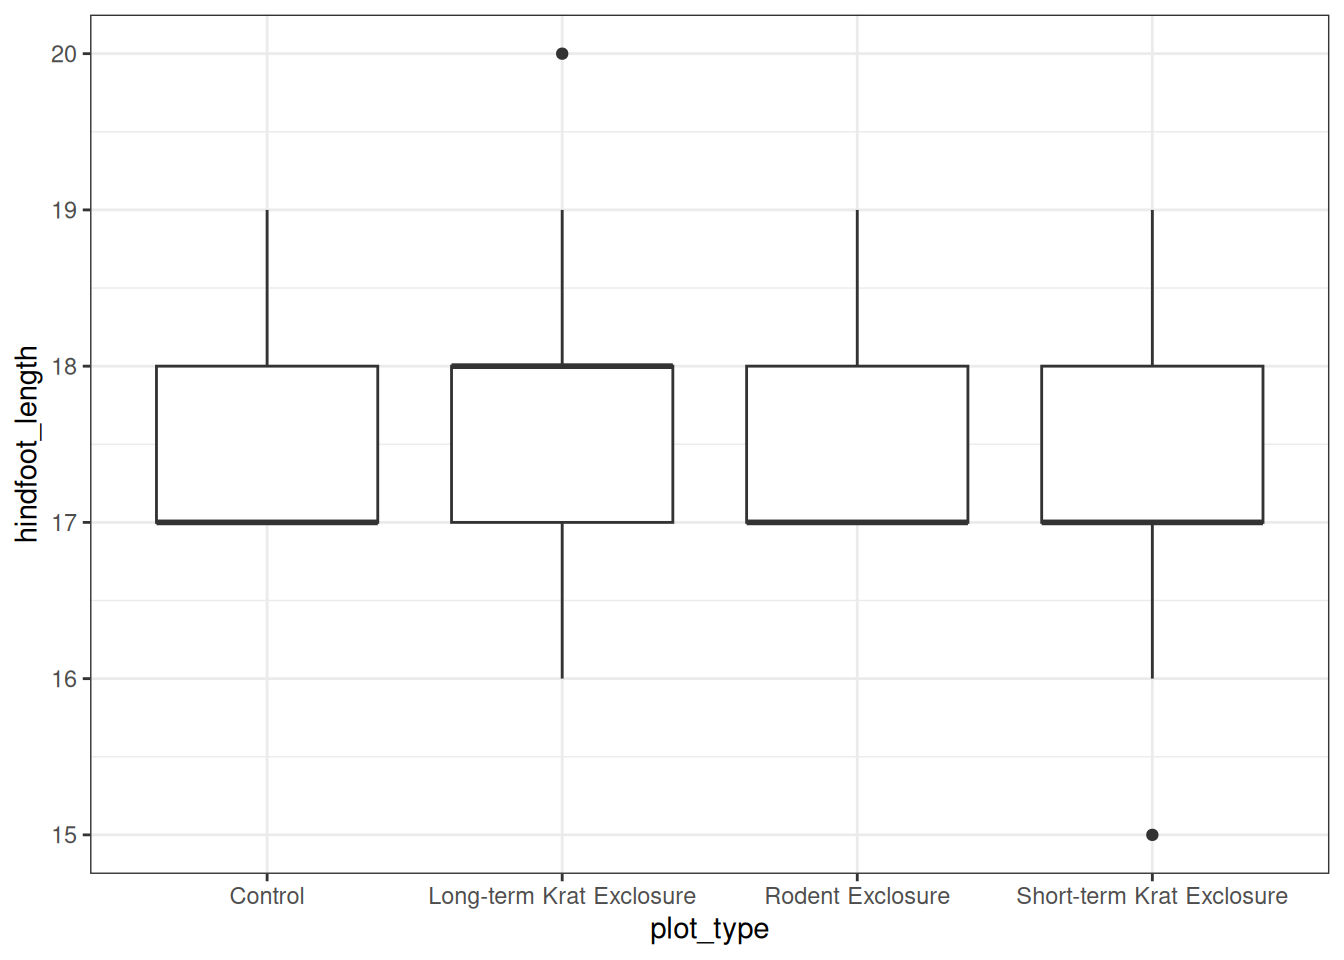 20
19
18
17
16
15
hindfoot_length
Control Long-term Krat Exclosure Rodent Exclosure Short-term Krat Exclosure
plot_type